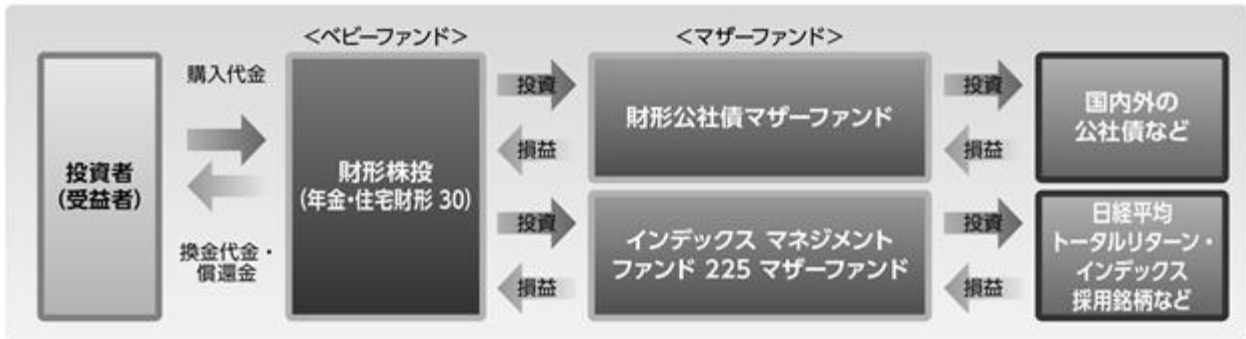 <ベビーファンド>
<マザーファンド>
購入代金
投資者
(受益者)
換金代金・
償還金
財形株投
(年金・住宅財形 30)
投資
損益
財形公社債マザーファンド
投資
損益
国内外の
公社債など
投資
損益
インデックス マネジメント
ファンド 225 マザーファンド
投資
損益
日経平均
トータルリターン・
インデックス
採用銘柄など